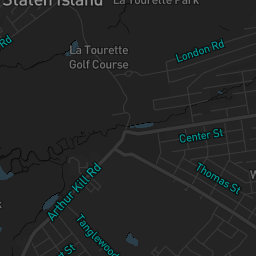 Staten Island
La Tourette Park
London Rd
Rd
La Tourette
Golf Course
Center St
Thomas St
Arthur Kill Rd
Tanglewood
St